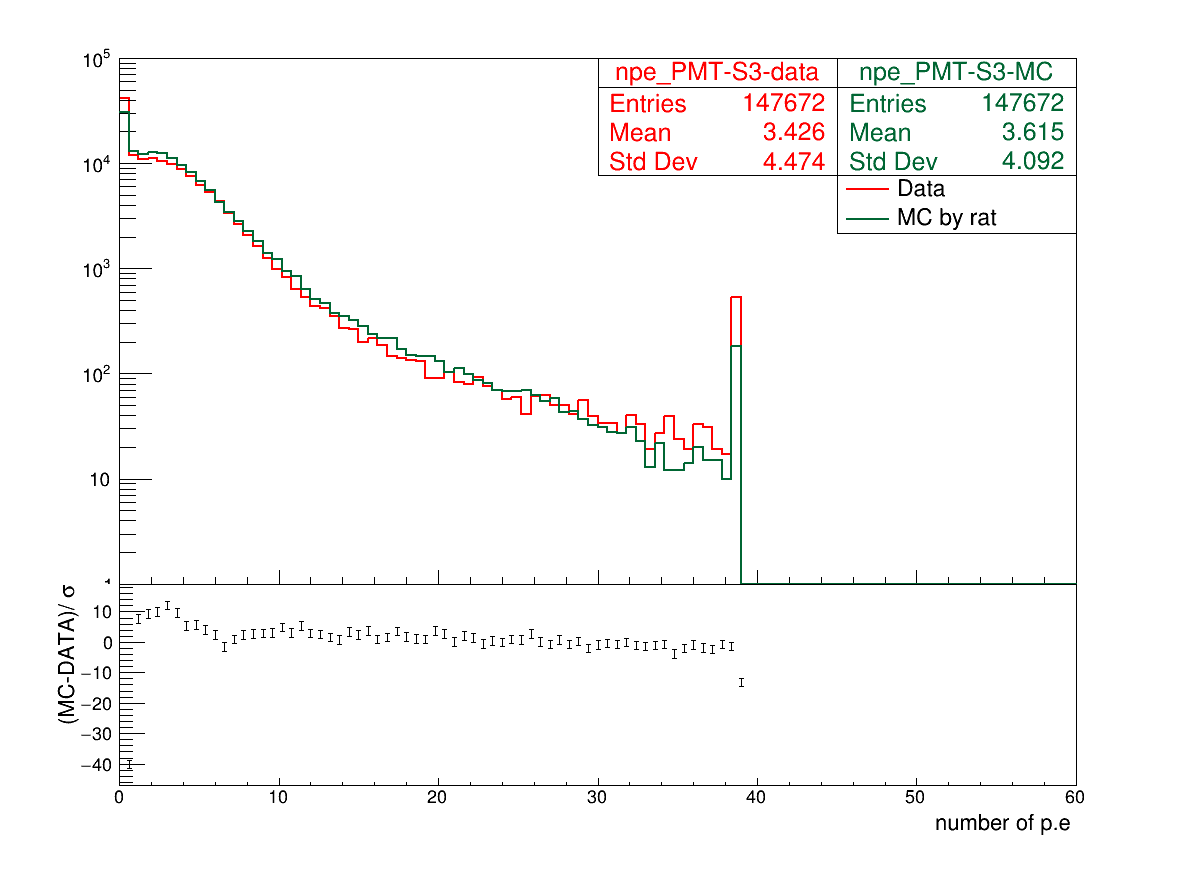 npe_PMT-S3-data
Entries 147672
Mean 3.426
Std Dev 4.474
npe_PMT-S3-MC
Entries 147672
Mean 3.615
Std Dev 4.092
Data
MC by rat
10^5
10^4
10^3
10^2
10
(MC-DATA)/ σ
10
0
−10
−20
−30
−40
0 10 20 30 40 50 60
number of p.e